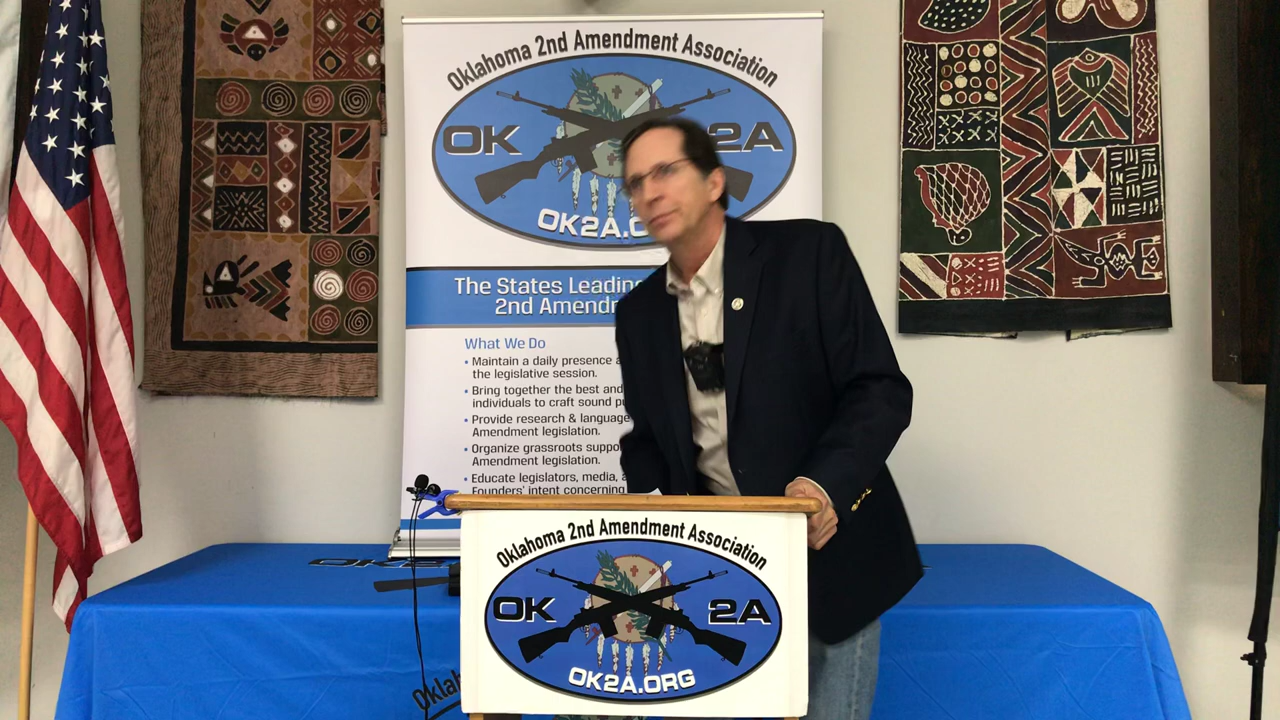 Oklahoma 2nd Amendment Association
OK 2A
OK2A.O
The States Leading
2nd Amendm
What We Do
• Maintain a daily presence
the legislative session.
• Bring together the best and
individuals to craft sound
• Provide research & language
Amendment legislation.
• Organize grassroots
Amendment legislation.
• Educate legislators, media,
Founders' intent concerning
Oklahoma 2nd Amendment Association
OK 2A
OK2A.ORG
Oklah